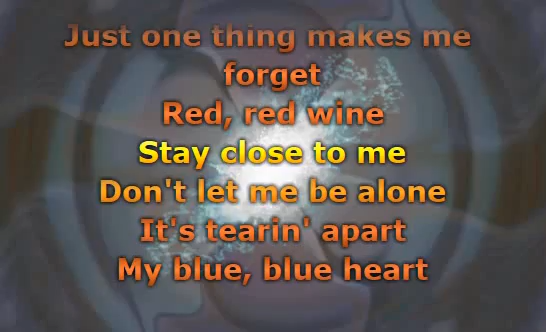 Just one thing makes me
forget
Red, red wine
Stay close to me
Don't let me be alone
It's tearin' apart
My blue, blue heart